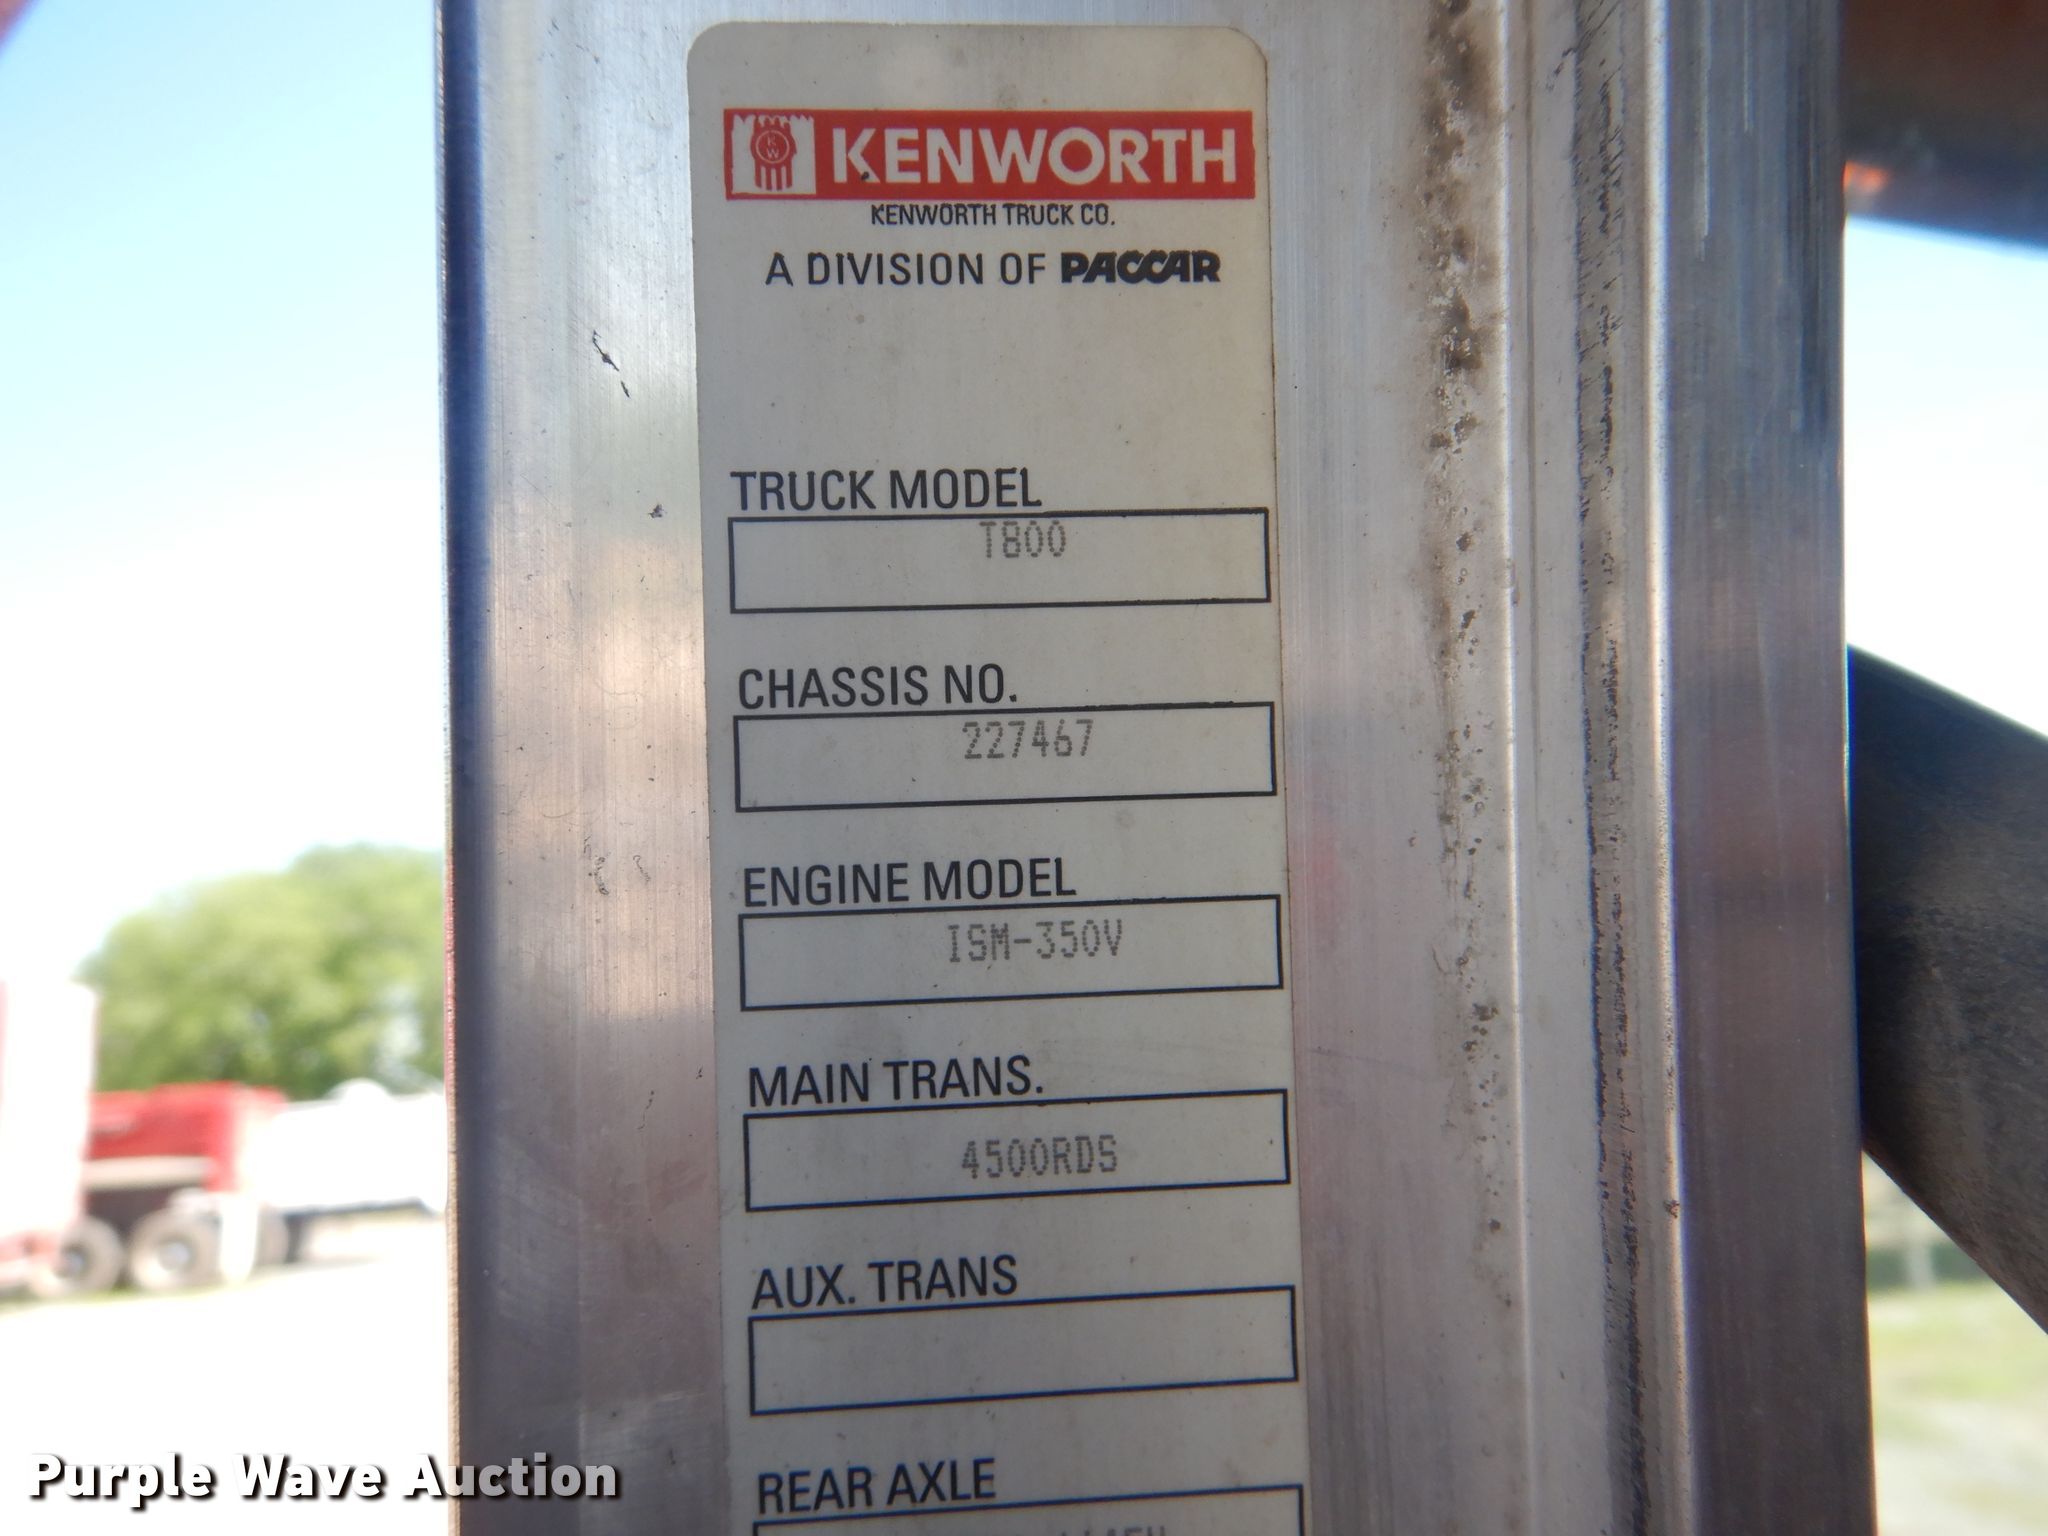 KW KENWORTH
KENWORTH TRUCK CO.
A DIVISION OF PACCAR
TRUCK MODEL
T800
CHASSIS NO.
227467
ENGINE MODEL
ISM-350V
MAIN TRANS.
4500RDS
AUX. TRANS
REAR AXLE
Purple Wave Auction